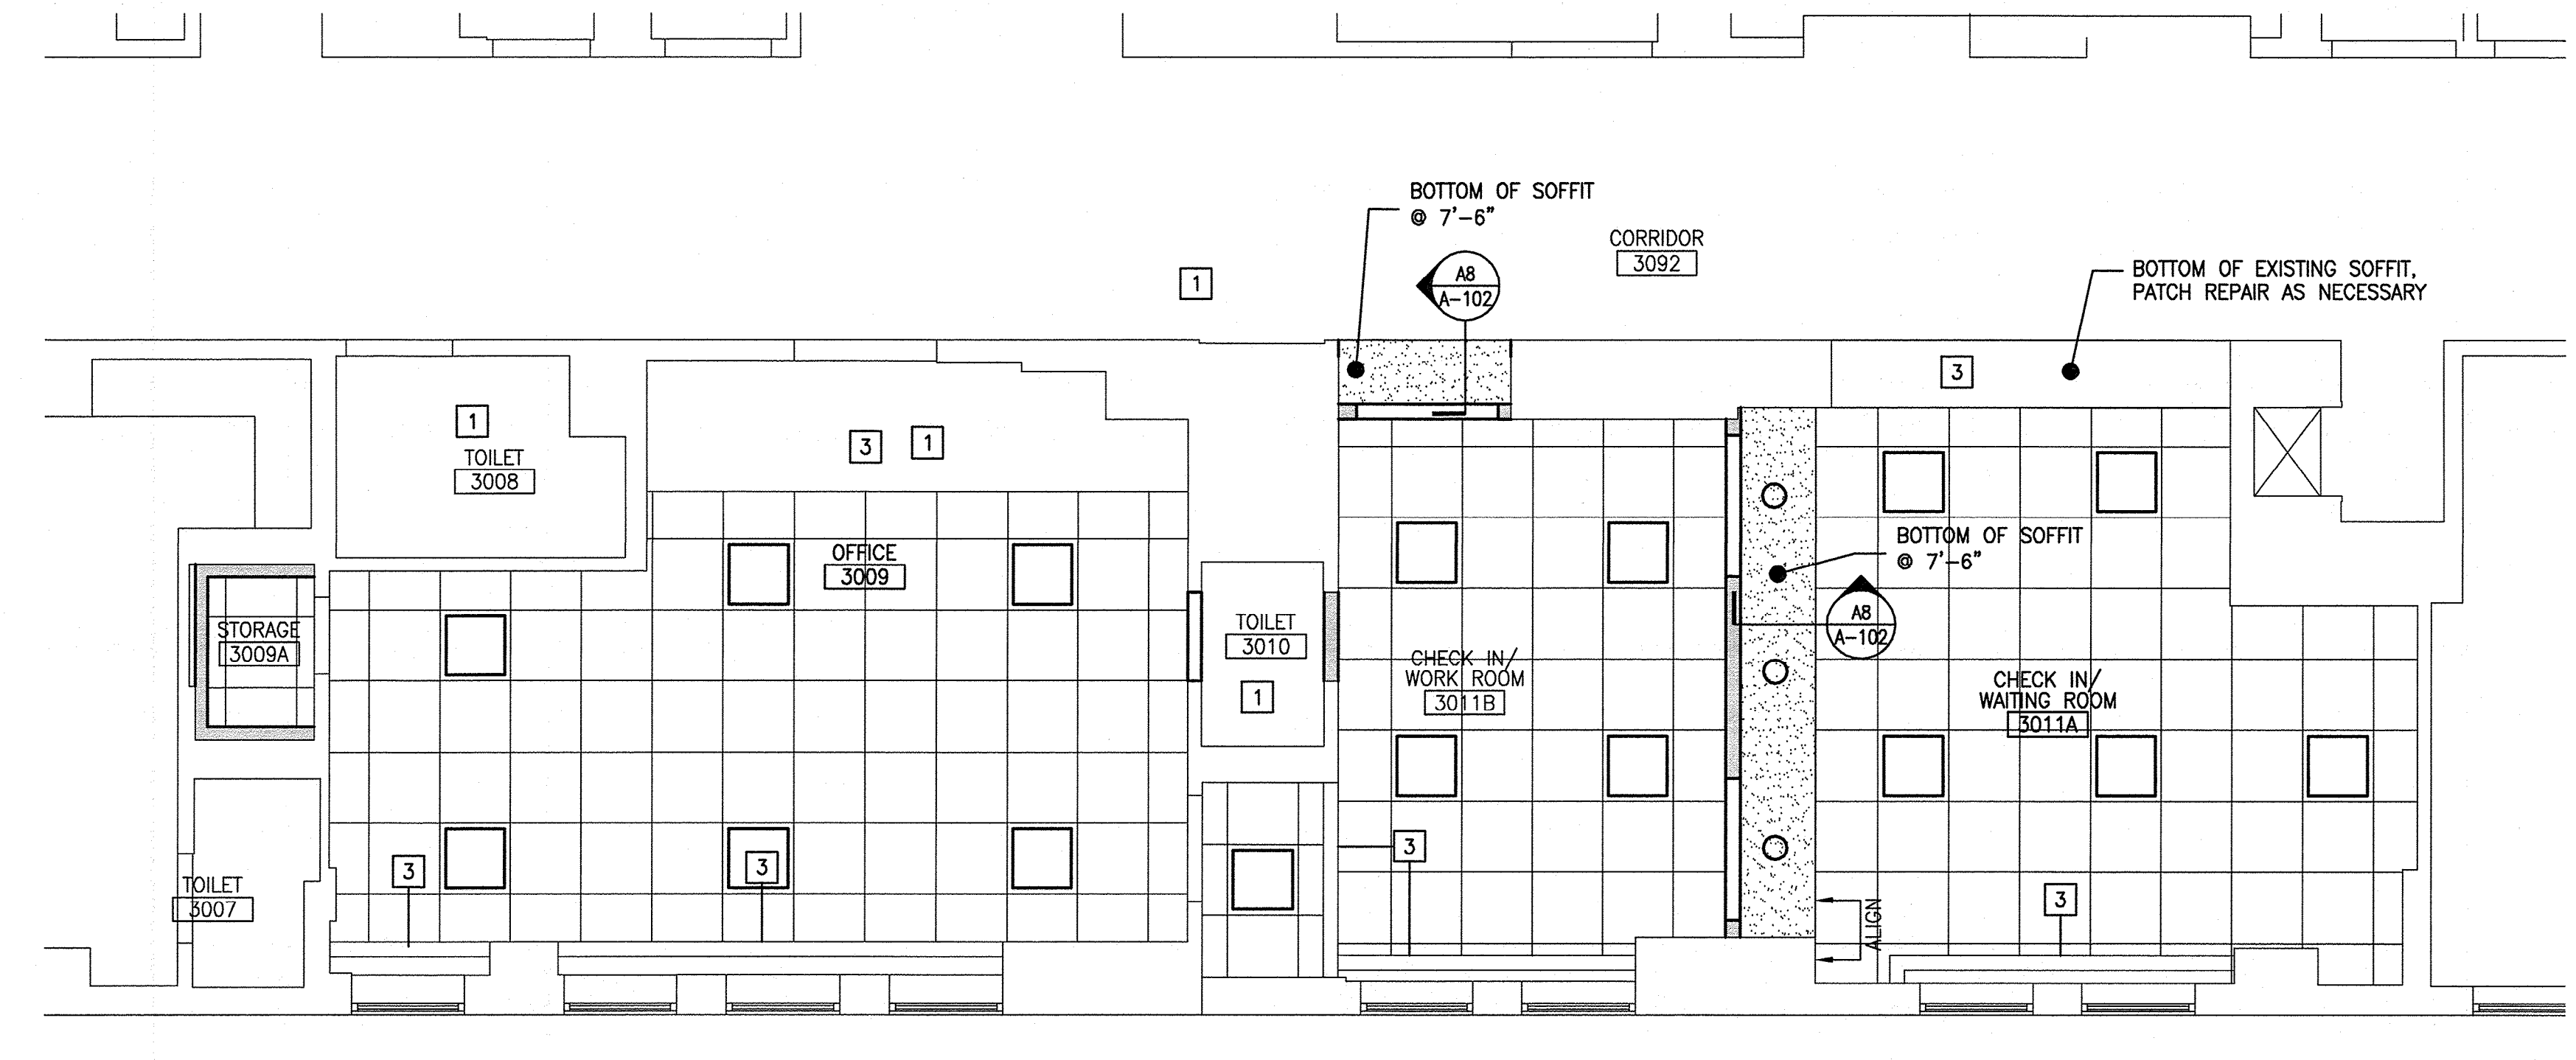 BOTTOM OF SOFFIT
@ 7'-6"
CORRIDOR
3092
A8
A-102
1
BOTTOM OF EXISTING SOFFIT,
PATCH REPAIR AS NECESSARY
3
1
TOILET
3008
3
1
OFFICE
3009
BOTTOM OF SOFFIT
@ 7'-6"
A8
A-102
STORAGE
3009A
TOILET
3010
1
CHECK IN/
WORK ROOM
3011B
CHECK IN/
WAITING ROOM
3011A
3
3
3
3
TOILET
3007
ALIGN